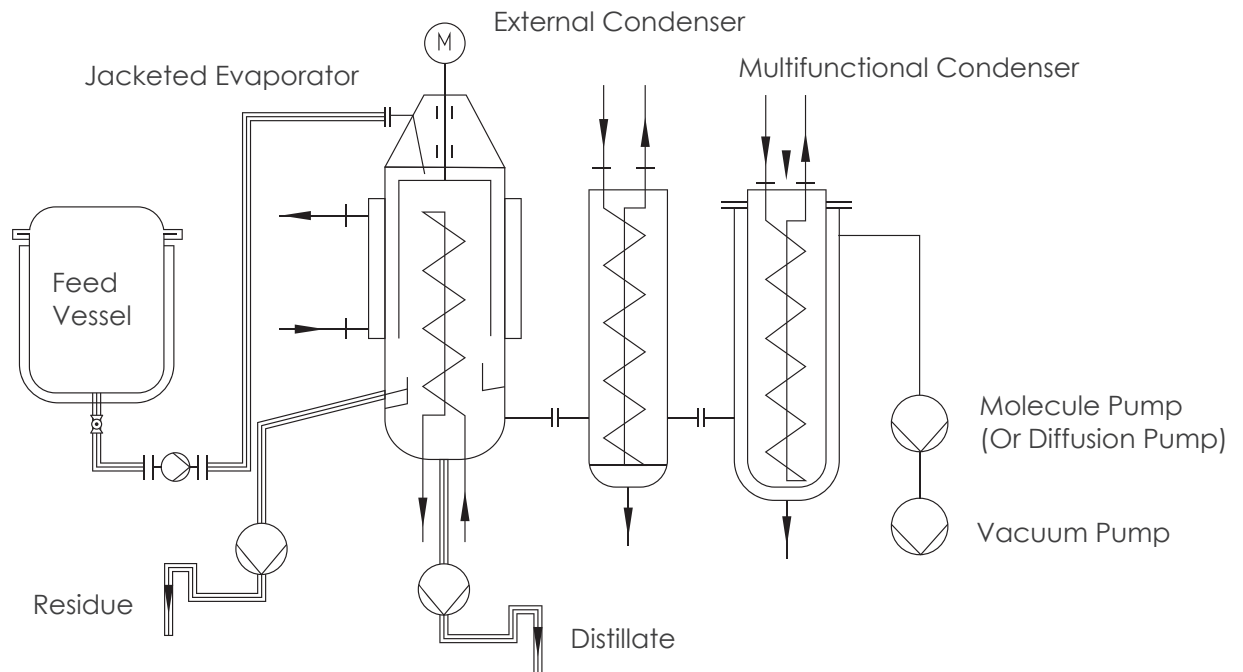 External Condenser
M
Jacketed Evaporator
Multifunctional Condenser
Feed
Vessel
Molecule Pump
(Or Diffusion Pump)
Vacuum Pump
Residue
Distillate